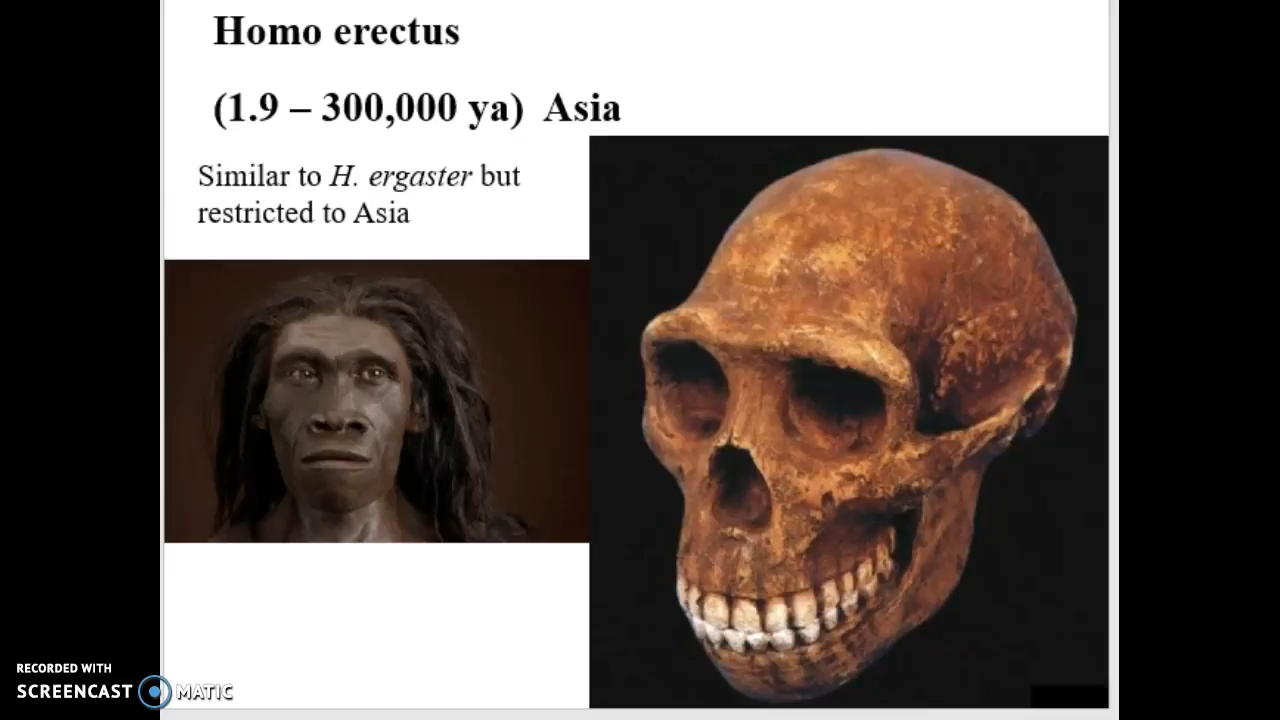 Homo erectus
(1.9 – 300,000 ya) Asia
Similar to H. ergaster but
restricted to Asia
RECORDED WITH
SCREENCAST MATIC